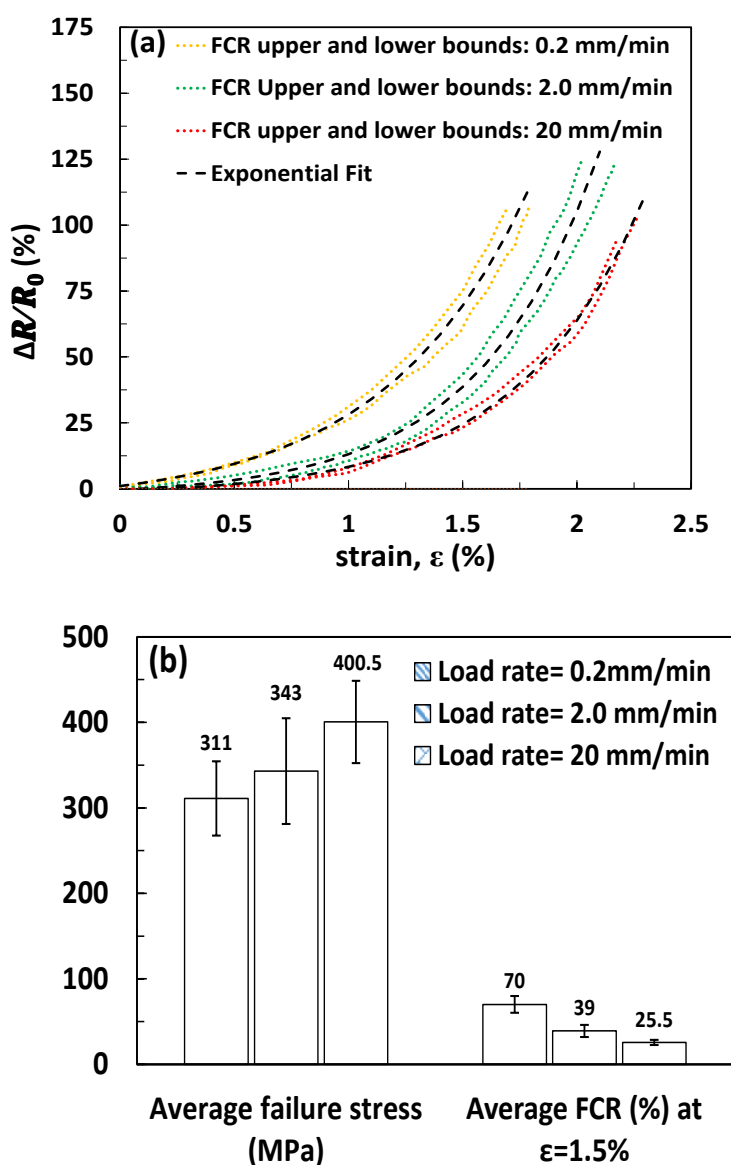 (a)
FCR upper and lower bounds: 0.2 mm/min
FCR Upper and lower bounds: 2.0 mm/min
FCR upper and lower bounds: 20 mm/min
Exponential Fit
175
150
125
100
75
50
25
0
ΔR/R0 (%)
0 0.5 1 1.5 2 2.5
strain, ε (%)
(b)
Load rate= 0.2mm/min
Load rate= 2.0 mm/min
Load rate= 20 mm/min
500
400
300
200
100
0
311
343
400.5
70
39
25.5
Average failure stress
(MPa)
Average FCR (%) at
ε=1.5%